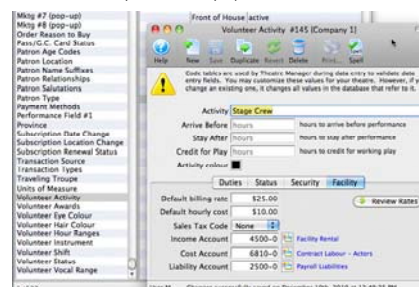 Mktg #7 (pop-up)
Mktg #8 (pop-up)
Order Reason to Buy
Pass/G.C. Card Status
Patron Age Codes
Patron Location
Patron Name Suffixes
Patron Relationships
Patron Salutations
Patron Type
Payment Methods
Performance Field #1
Province
Subscription Date Change
Subscription Location Change
Subscription Renewal Status
Transaction Source
Transaction Types
Traveling Troupe
Units of Measure
Volunteer Activity
Volunteer Awards
Volunteer Eye Colour
Volunteer Hair Colour
Volunteer Hour Ranges
Volunteer Instrument
Volunteer Shift
Volunteer Status
Volunteer Vocal Range
Front of House active
Volunteer Activity #145 (Company 1)
Help New Save Duplicate Revert Delete Print... Spell
Code tables are used by Theatre Manager during data entry to validate data
entry fields. You may customize these values for your theatre. However, if y
change an existing one, it changes all values in the database that refer to it.
Activity Stage Crew
Arrive Before hours hours to arrive before performance
Stay After hours hours to stay after performance
Credit for Play hours hours to credit for working play
Activity colour
Duties Status Security Facility
Default billing rate $25.00 Review Rates
Default hourly cost $10.00
Sales Tax Code None
Income Account 4500-0 Facility Rental
Cost Account 6810-0 Contract Labour - Actors
Liability Account 2500-0 Payroll Liabilities